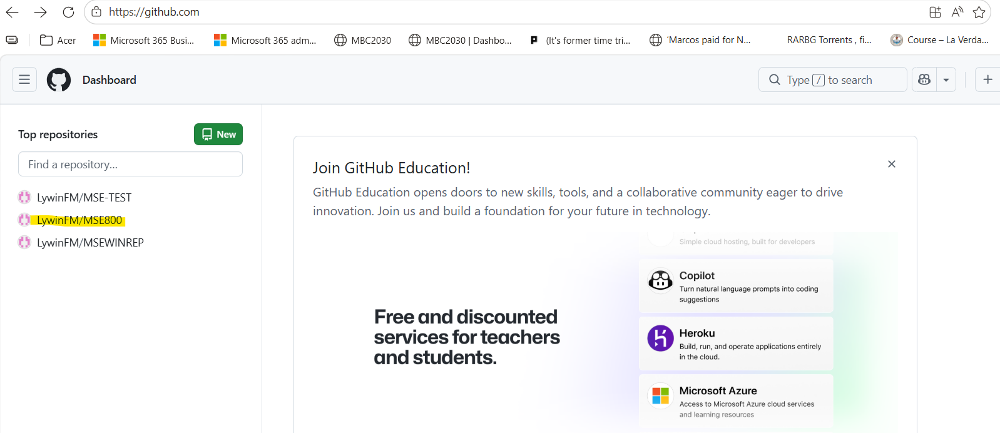 https://github.com
Acer
Microsoft 365 Busi...
Microsoft 365 adm...
MBC2030
MBC2030 | Dashbo...
(It's former time tri...
'Marcos paid for N...
RARBG Torrents , fi...
Course – La Verda...
Dashboard
Type / to search
Top repositories
New
Find a repository...
LywinFM/MSE-TEST
LywinFM/MSE800
LywinFM/MSEWINREP
Join GitHub Education!
GitHub Education opens doors to new skills, tools, and a collaborative community eager to drive
innovation. Join us and build a foundation for your future in technology.
Free and discounted
services for teachers
and students.
Simple cloud hosting, built for developers
Copilot
Turn natural language prompts into coding
suggestions
Heroku
Build, run, and operate applications entirely
in the cloud.
Microsoft Azure
Access to Microsoft Azure cloud services
and learning resources